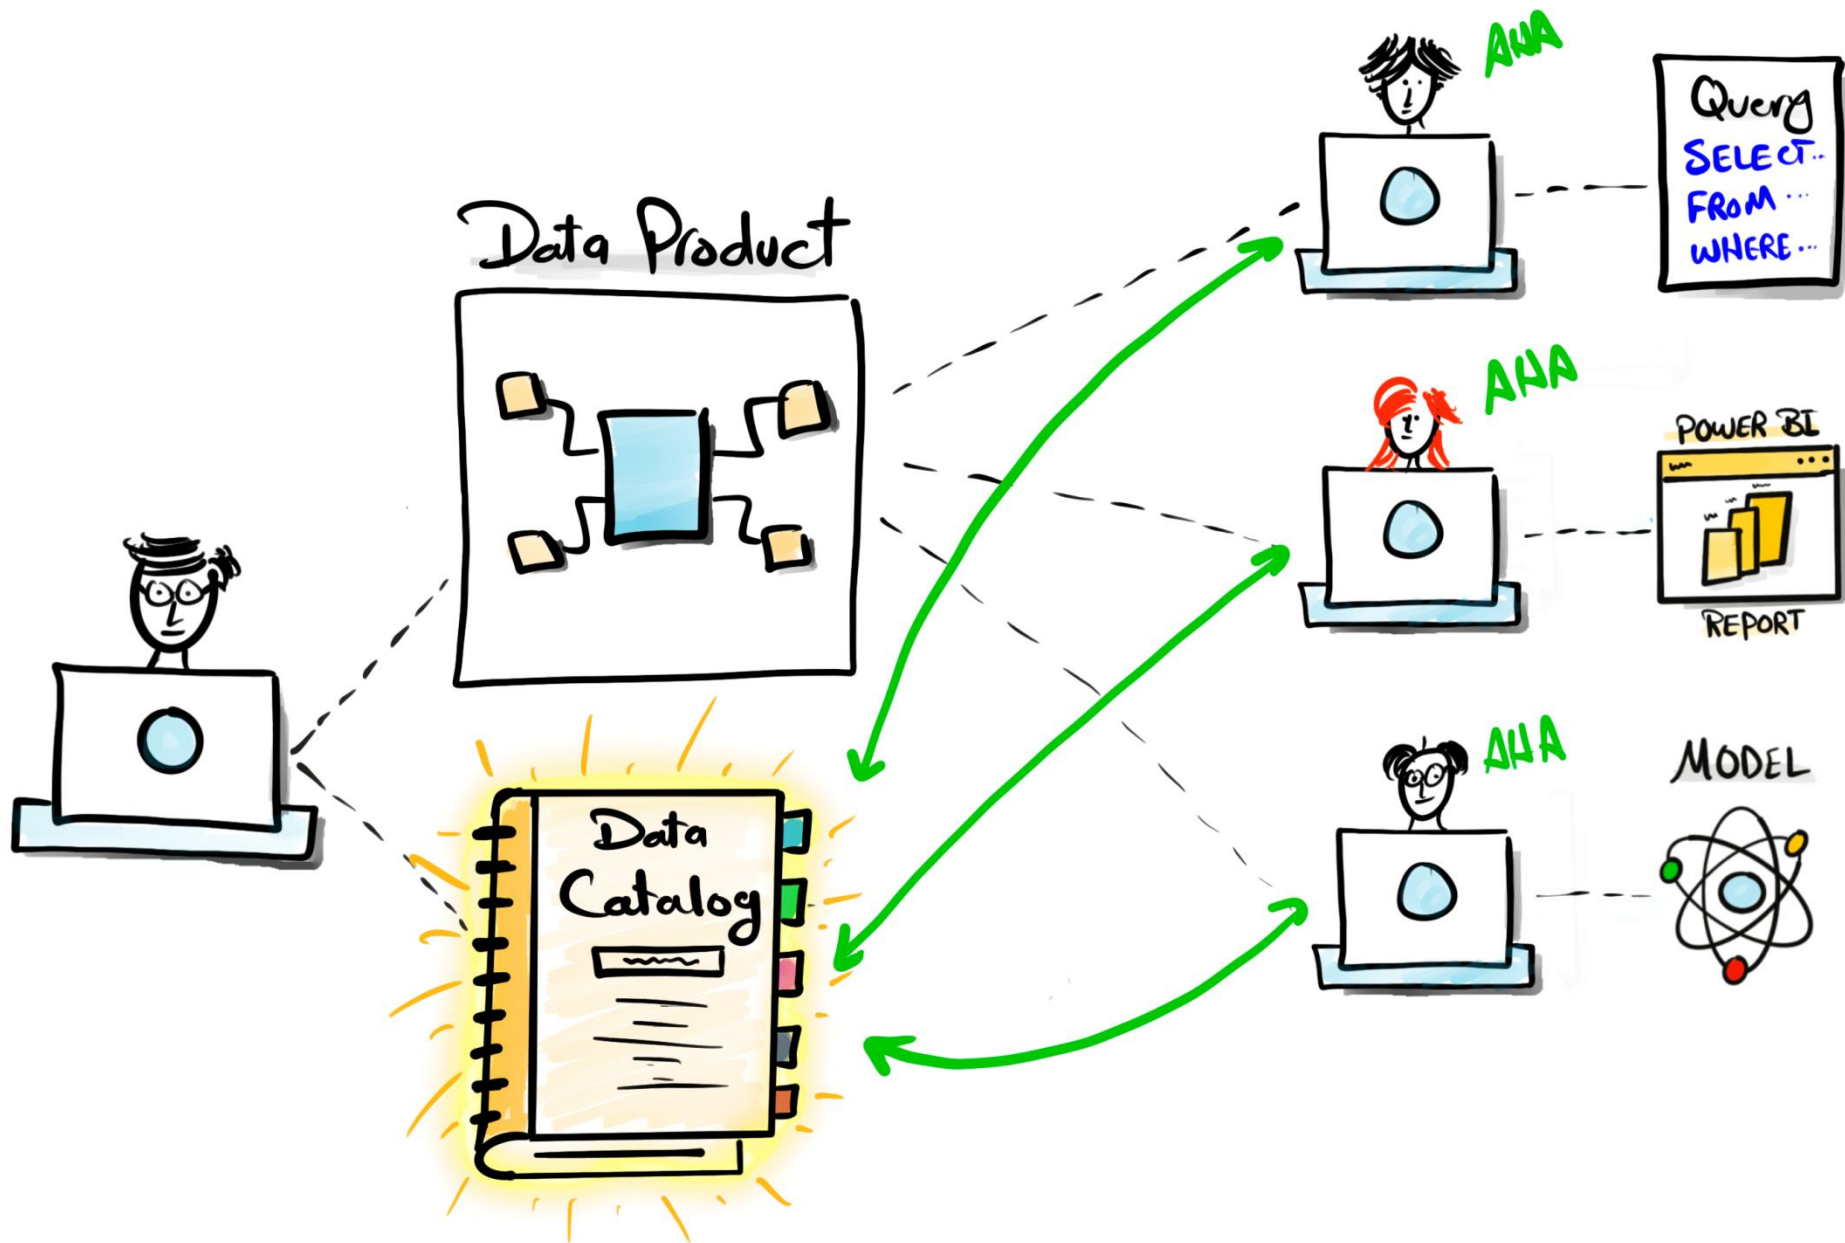 Data Product
Data
Catalog
AHA
Query
SELECT..
FROM ...
WHERE...
AHA
POWER BI
REPORT
AHA
MODEL